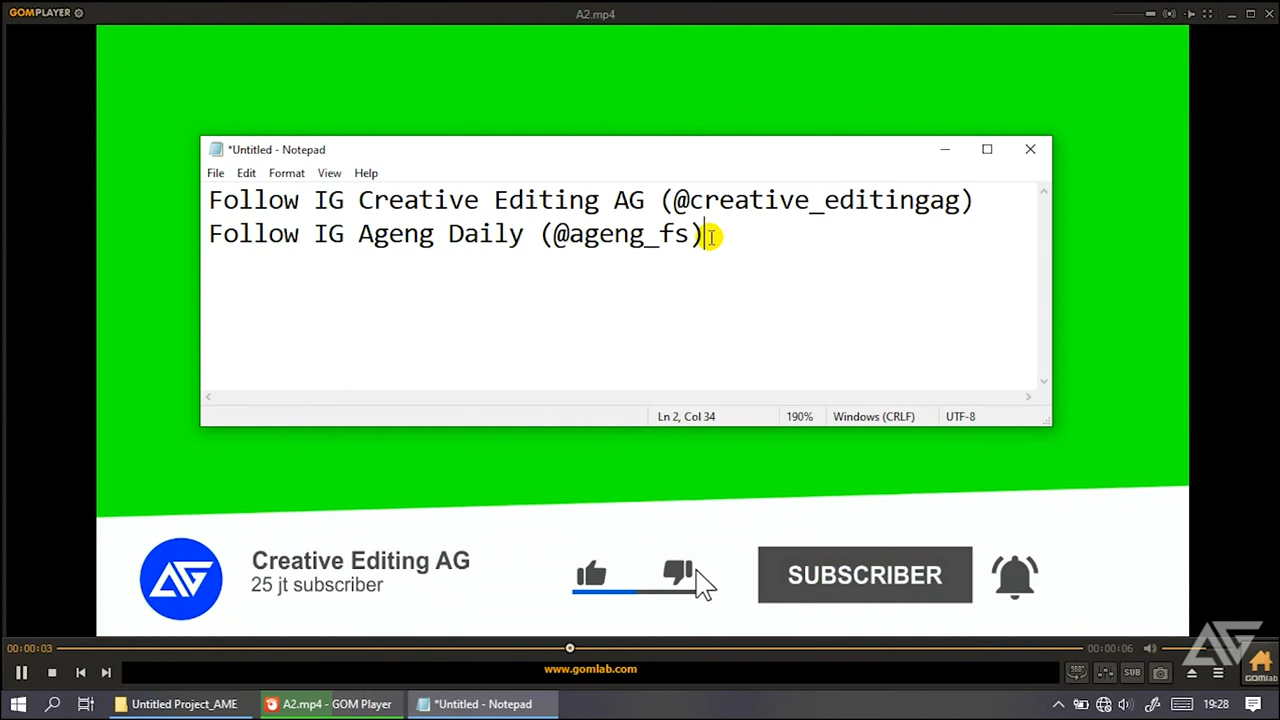 GOMPLAYER
A2.mp4
*Untitled - Notepad
File Edit Format View Help
Follow IG Creative Editing AG (@creative_editingag)
Follow IG Ageng Daily (@ageng_fs)
Ln 2, Col 34 190% Windows (CRLF) UTF-8
Creative Editing AG
25 jt subscriber
SUBSCRIBER
00:00:03
00:00:06
www.gomlab.com
360°
SUB
GOMlab
Untitled Project_AME
A2.mp4 - GOM Player
*Untitled - Notepad
19:28